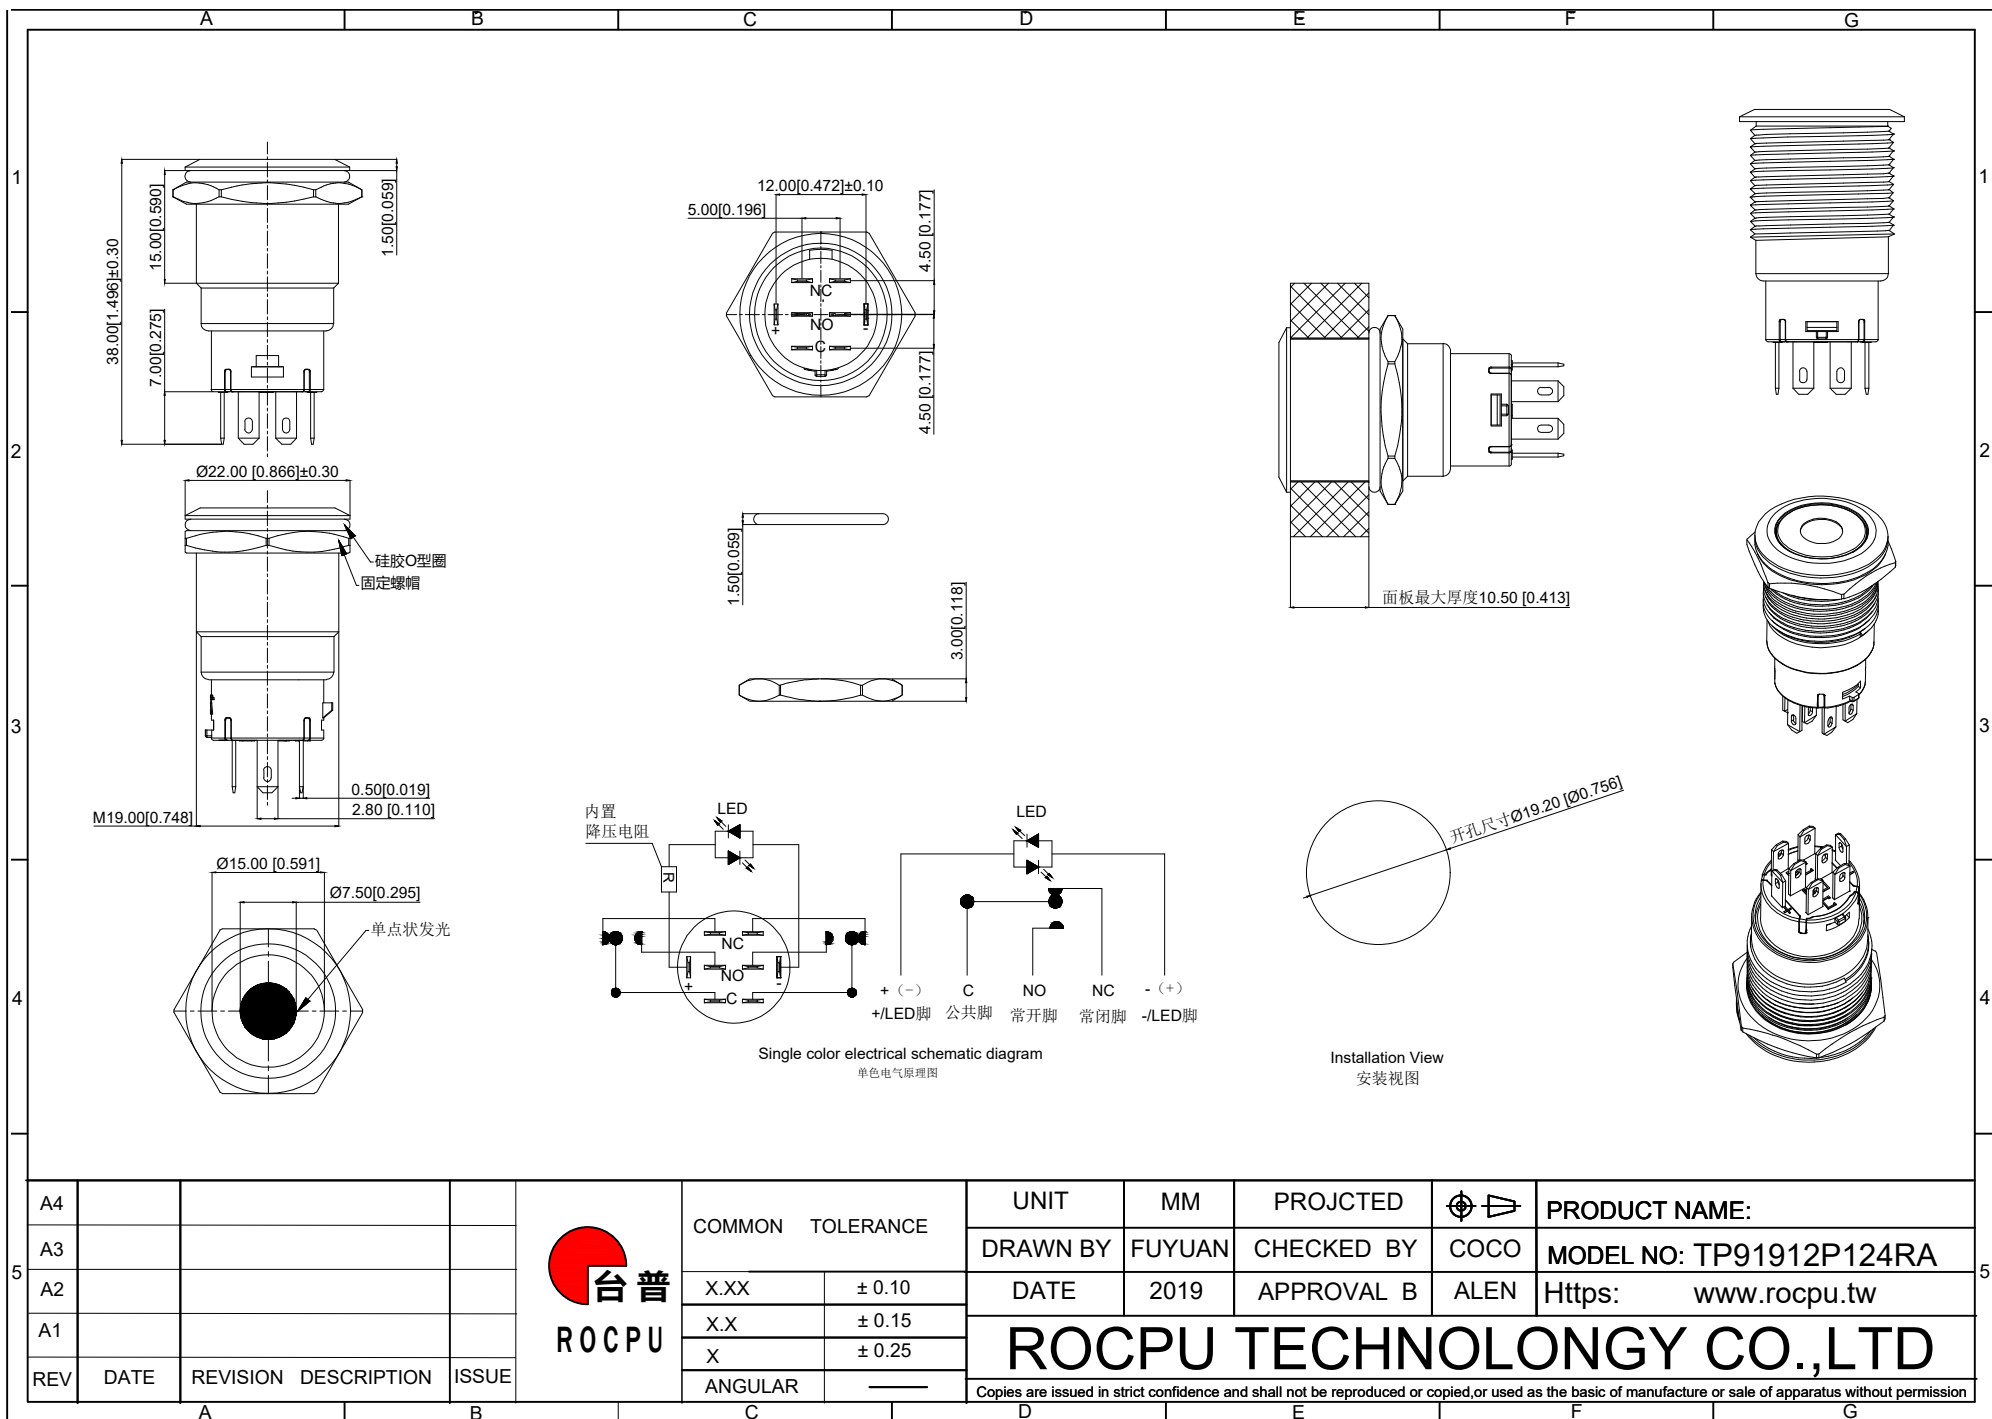 A B C D E F G
1
1
2
2
3
3
4
4
5
5
38.00[1.496]±0.30
15.00[0.590]
7.00[0.275]
1.50[0.059]
12.00[0.472]±0.10
5.00[0.196]
4.50 [0.177]
4.50 [0.177]
NC
+ NO -
C
Ø22.00 [0.866]±0.30
硅胶O型圈
固定螺帽
0.50[0.019]
2.80 [0.110]
M19.00[0.748]
1.50[0.059]
3.00[0.118]
面板最大厚度10.50 [0.413]
Ø15.00 [0.591]
Ø7.50[0.295]
单点状发光
内置
降压电阻
LED
R
NC
NO
+ -
C
LED
+（-） C NO NC -（+）
+/LED脚 公共脚 常开脚 常闭脚 -/LED脚
Single color electrical schematic diagram
单色电气原理图
开孔尺寸Ø19.20 [Ø0.756]
Installation View
安装视图
A4
A3
A2
A1
REV DATE REVISION DESCRIPTION ISSUE
台普
ROCPU
COMMON TOLERANCE
X.XX ± 0.10
X.X ± 0.15
X ± 0.25
ANGULAR
UNIT MM PROJCTED PRODUCT NAME:
DRAWN BY FUYUAN CHECKED BY COCO MODEL NO: TP91912P124RA
DATE 2019 APPROVAL B ALEN Https: www.rocpu.tw
ROCPU TECHNOLONGY CO.,LTD
Copies are issued in strict confidence and shall not be reproduced or copied,or used as the basic of manufacture or sale of apparatus without permission
A B C D E F G